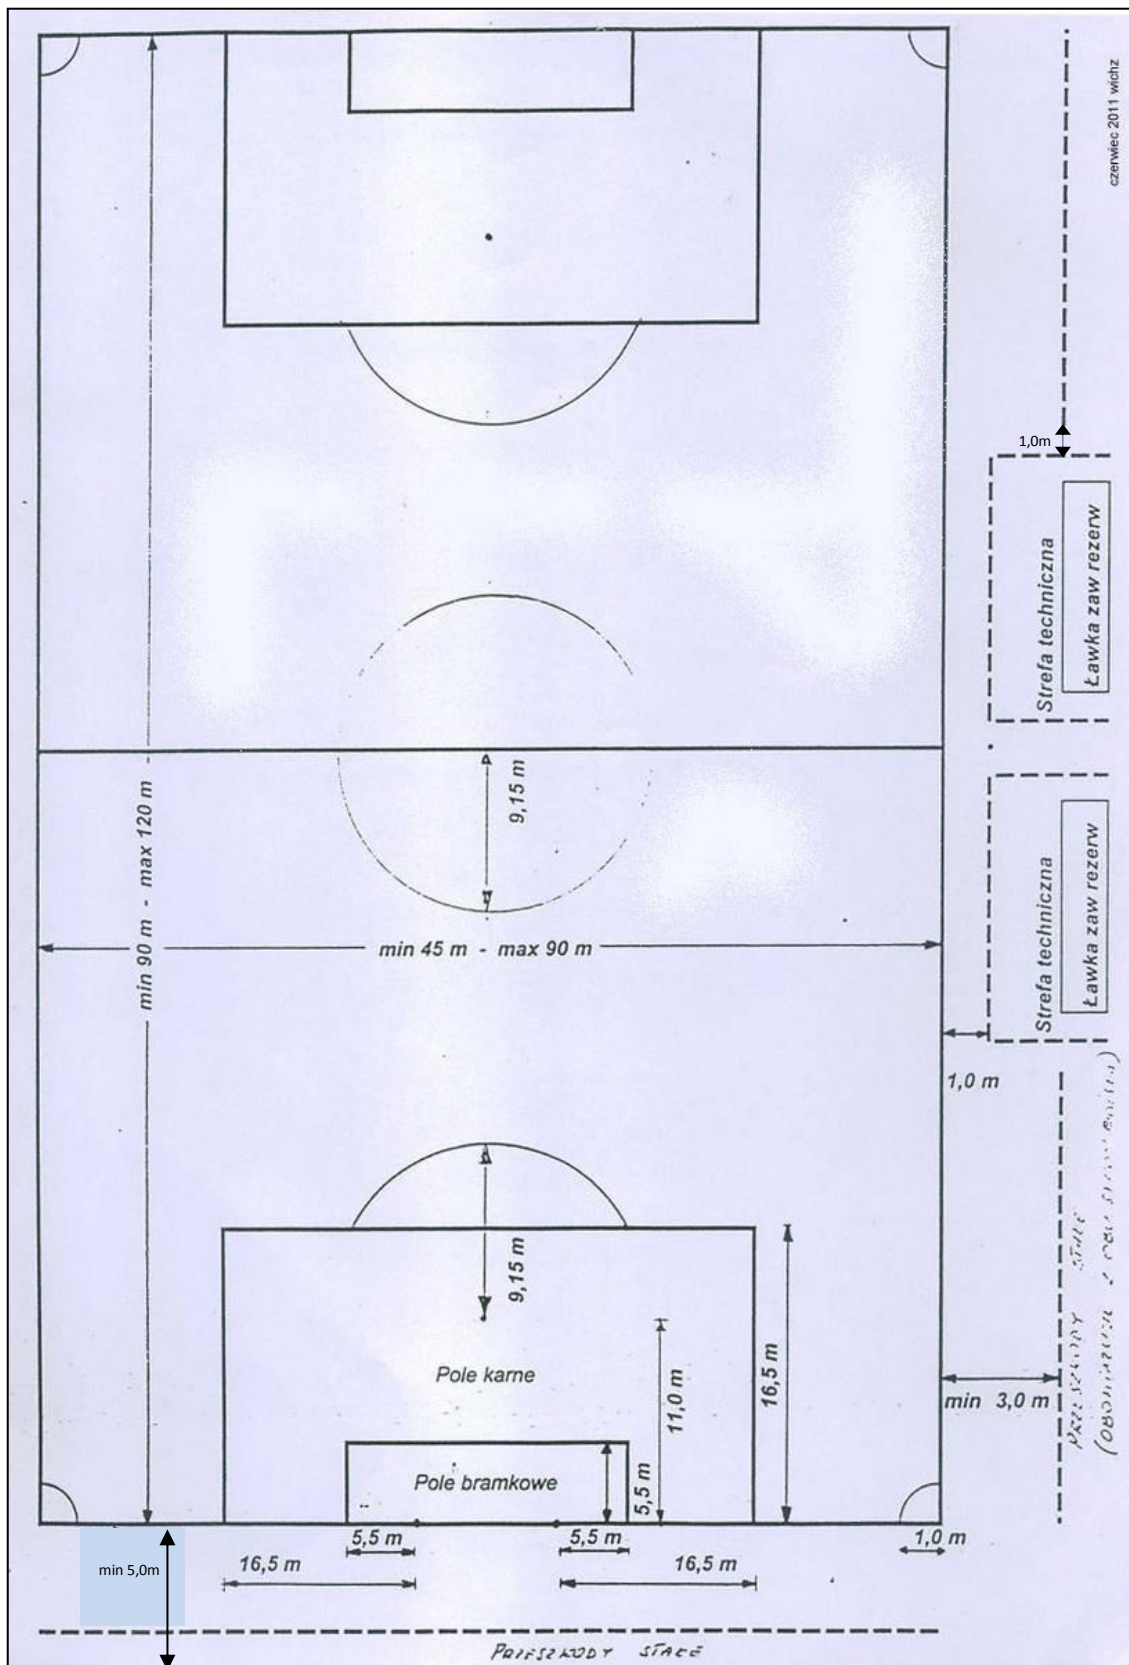 czerwiec 2011 wichz
1,0m
Strefa techniczna
Ławka zaw rezerw
9,15 m
min 90 m - max 120 m
Strefa techniczna
Ławka zaw rezerw
min 45 m - max 90 m
1,0 m
9,15 m
Pole karne
11,0 m
16,5 m
min 3,0 m
PRZESZKODY STAŁE
Pole bramkowe
5,5 m
5,5 m
5,5 m
1,0 m
16,5 m
16,5 m
min 5,0m
PRZESZKODY STAŁE